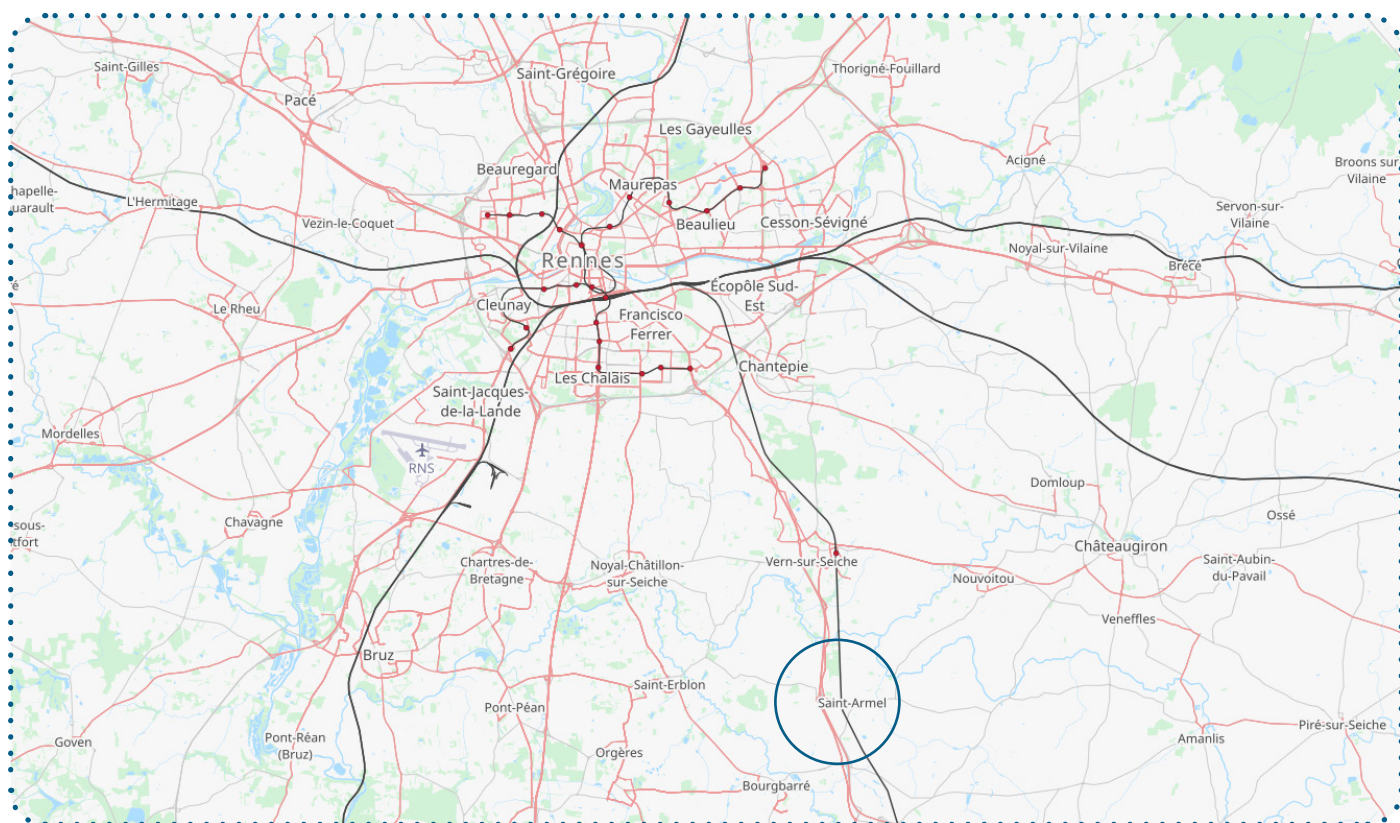 Saint-Gilles
Saint-Grégoire
Thorigné-Fouillard
Pacé
Les Gayeulles
Acigné
Broons sur
Vilaine
Beauregard
Maurepas
hapelle-
uarault
L'Hermitage
Vezin-le-Coquet
Beaulieu
Cesson-Sévigné
Servon-sur-
Vilaine
Noyal-sur-Vilaine
Rennes
Brécé
é
Écopôle Sud-
Est
Cleunay
Le Rheu
Francisco
Ferrer
Chantepie
Les Chalais
Saint-Jacques-
de-la-Lande
Mordelles
RNS
Domloup
Ossé
Chavagne
sous-
tfort
Châteaugiron
Chartres-de-
Bretagne
Noyal-Châtillon-
sur-Seiche
Vern-sur-Seiche
Saint-Aubin-
du-Pavail
Nouvoitou
Veneffles
Bruz
Saint-Erblon
Saint-Armel
Pont-Péan
Piré-sur-Seiche
Goven
Pont-Réan
(Bruz)
Amanlis
Orgères
Bourgbarré